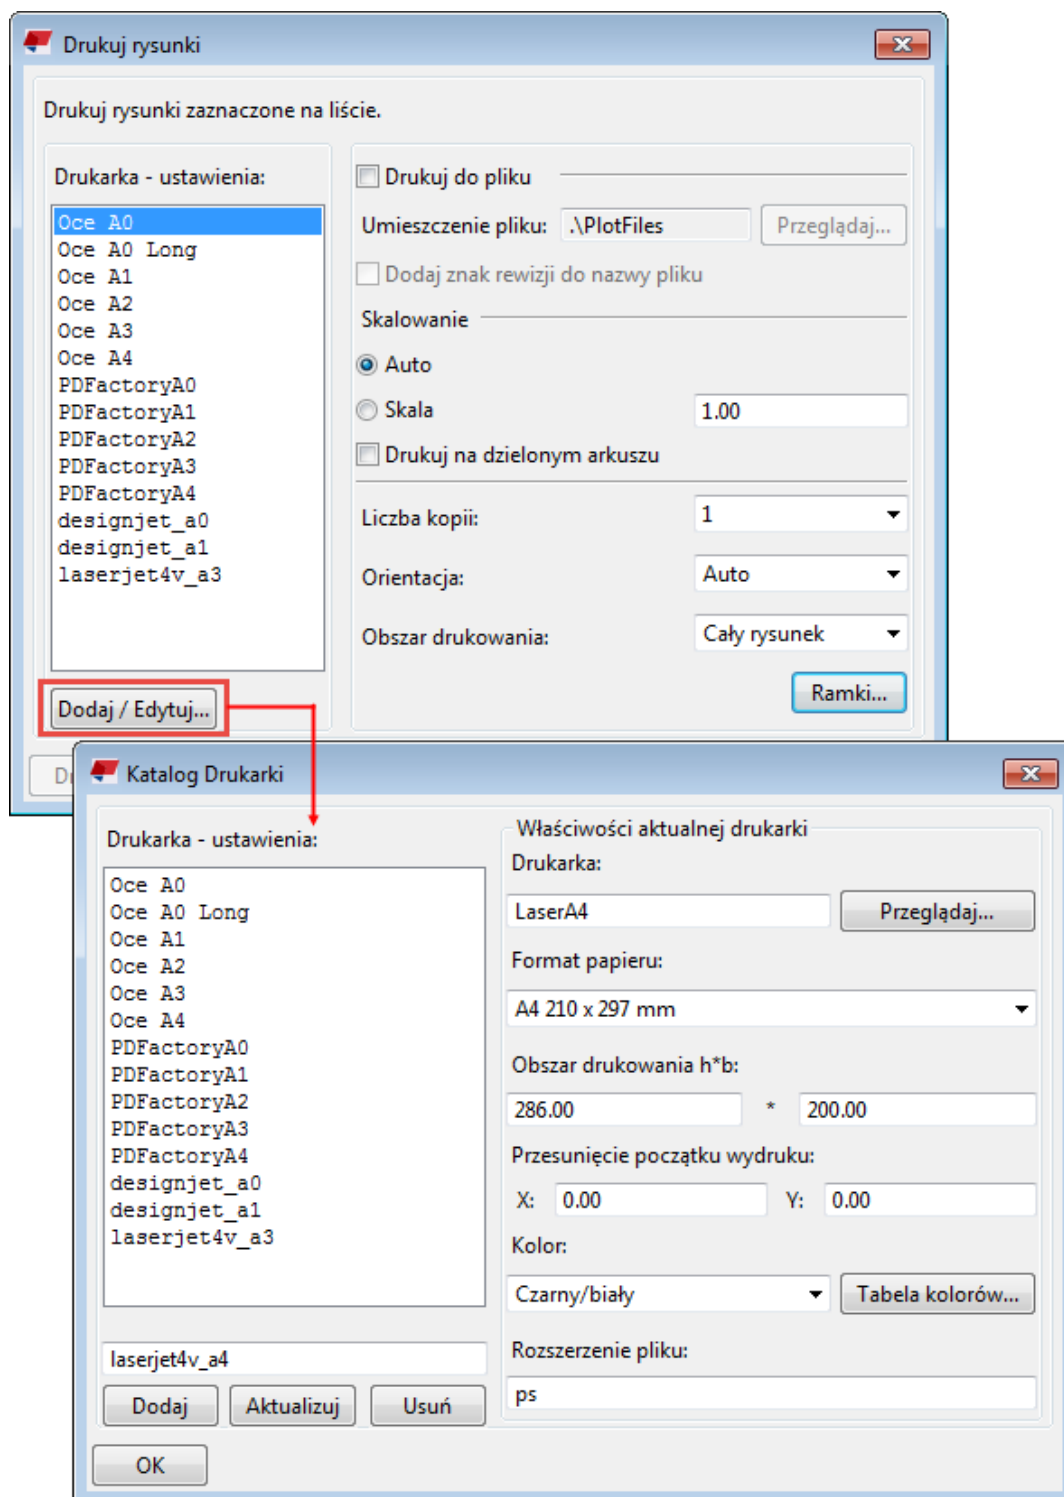 Drukuj rysunki
Drukuj rysunki zaznaczone na liście.
Drukarka - ustawienia:
Oce A0
Oce A0 Long
Oce A1
Oce A2
Oce A3
Oce A4
PDFactoryA0
PDFactoryA1
PDFactoryA2
PDFactoryA3
PDFactoryA4
designjet_a0
designjet_a1
laserjet4v_a3
Dodaj / Edytuj...
Drukuj do pliku
Umieszczenie pliku: .\PlotFiles Przeglądaj...
Dodaj znak rewizji do nazwy pliku
Skalowanie
Auto
Skala 1.00
Drukuj na dzielonym arkuszu
Liczba kopii: 1
Orientacja: Auto
Obszar drukowania: Cały rysunek
Ramki...
Katalog Drukarki
Drukarka - ustawienia:
Oce A0
Oce A0 Long
Oce A1
Oce A2
Oce A3
Oce A4
PDFactoryA0
PDFactoryA1
PDFactoryA2
PDFactoryA3
PDFactoryA4
designjet_a0
designjet_a1
laserjet4v_a3
laserjet4v_a4
Dodaj Aktualizuj Usuń
OK
Właściwości aktualnej drukarki
Drukarka:
LaserA4 Przeglądaj...
Format papieru:
A4 210 x 297 mm
Obszar drukowania h*b:
286.00 * 200.00
Przesunięcie początku wydruku:
X: 0.00 Y: 0.00
Kolor:
Czarny/biały Tabela kolorów...
Rozszerzenie pliku:
ps